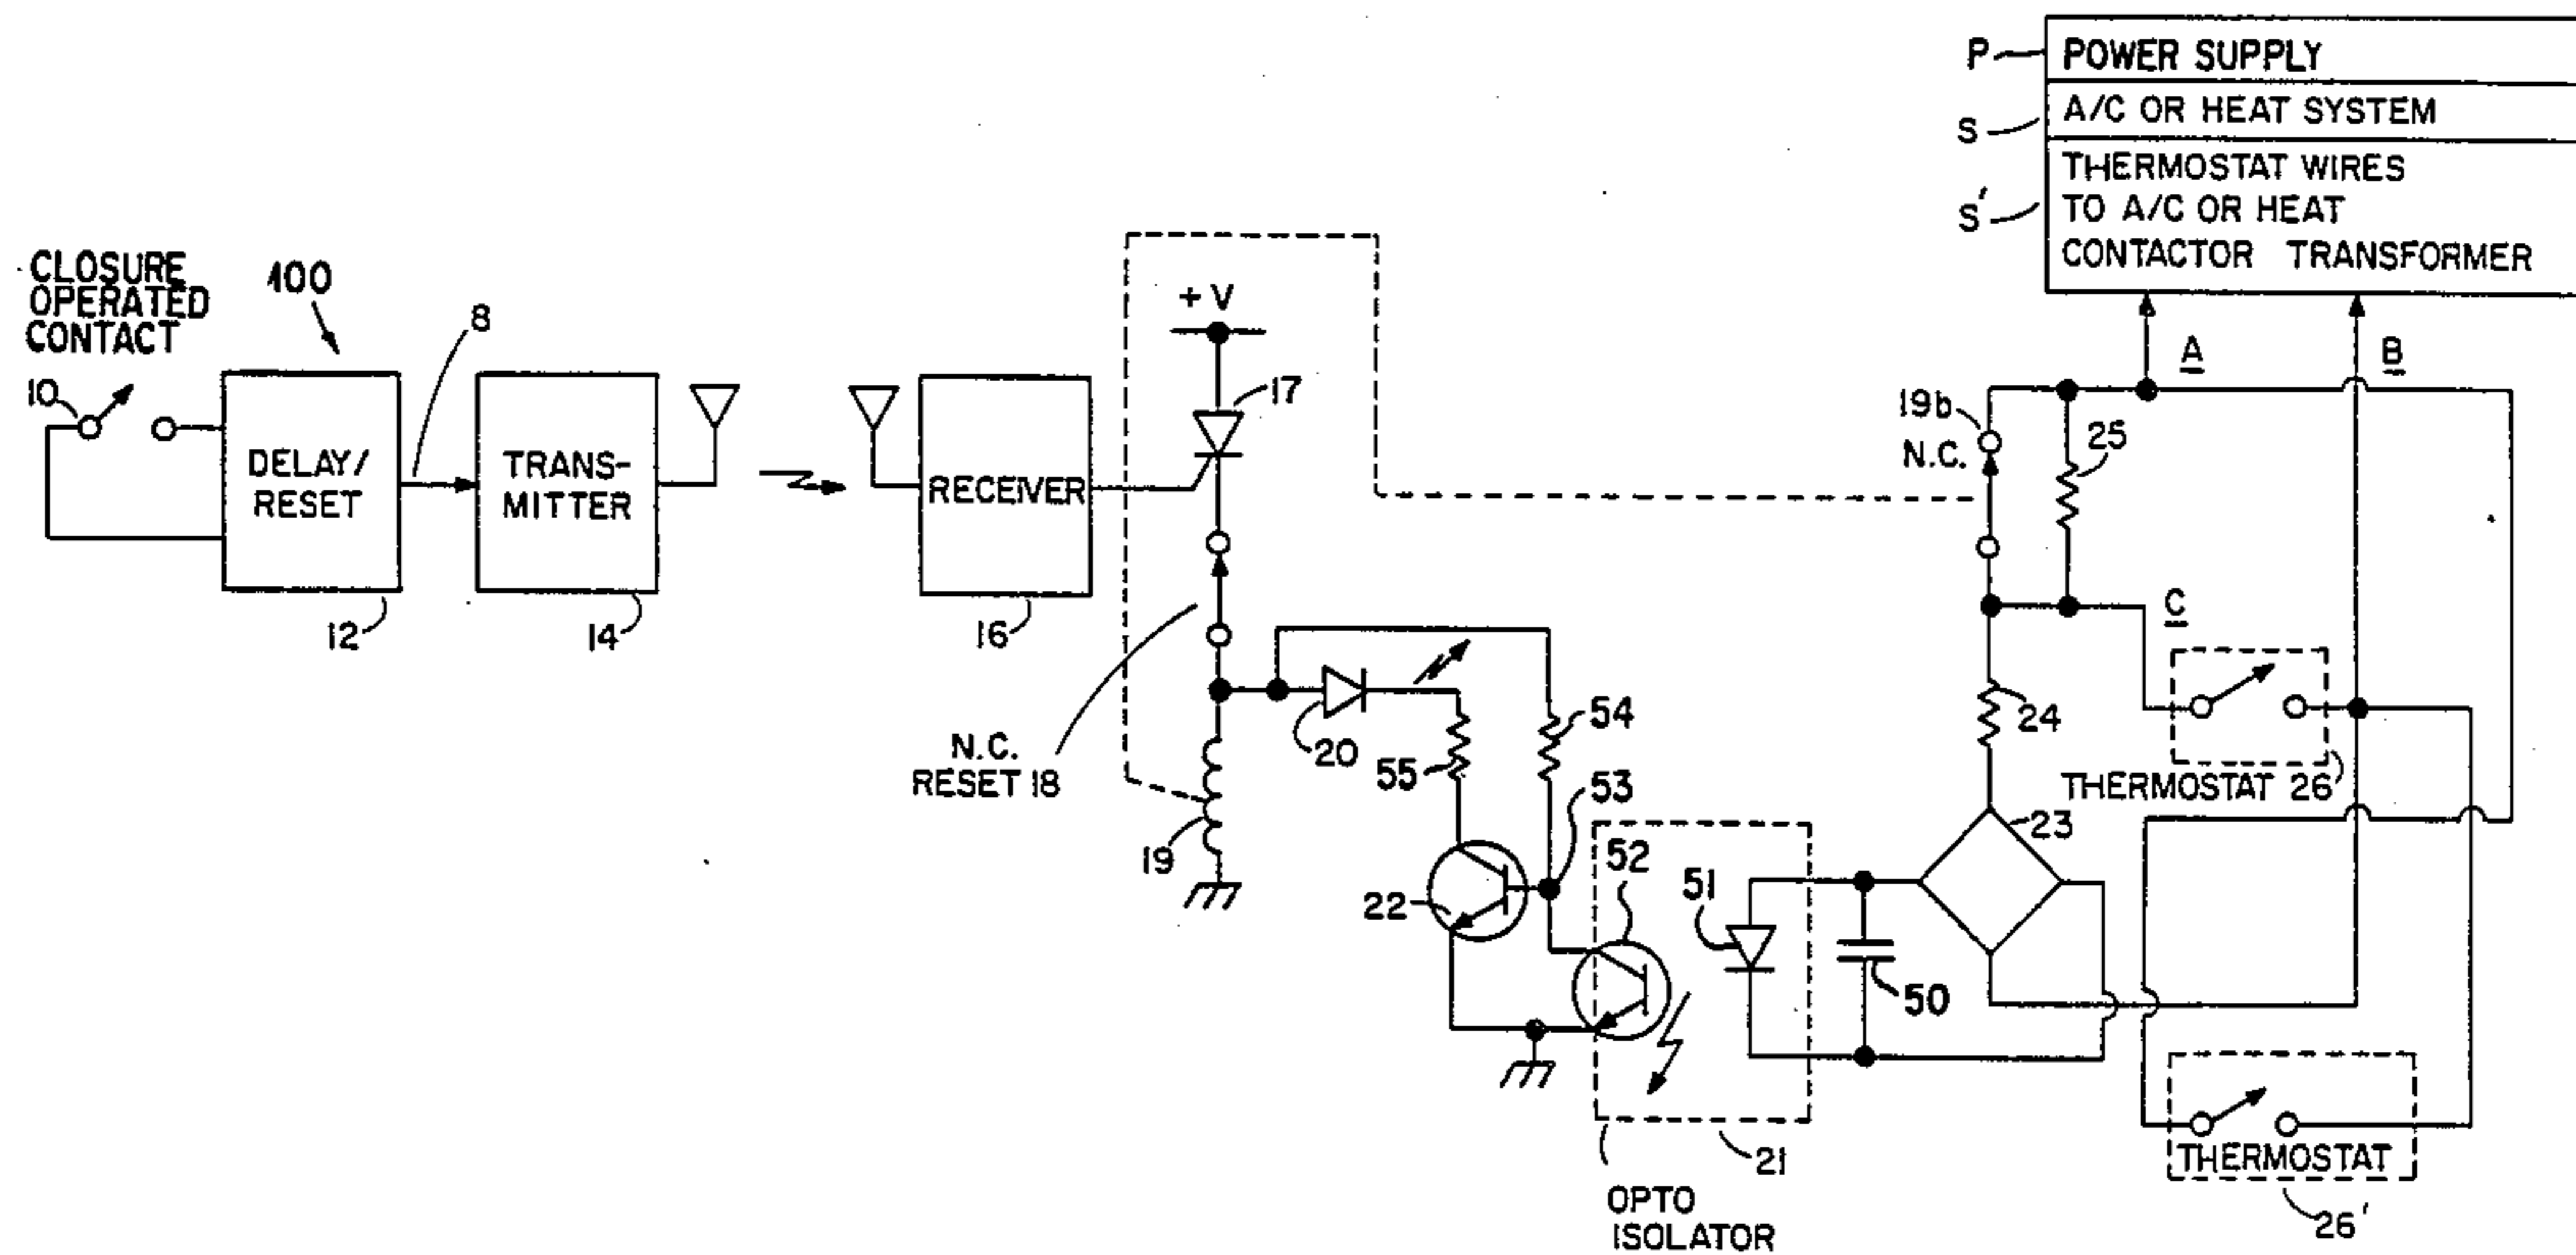 P
POWER SUPPLY
S
A/C OR HEAT SYSTEM
S'
THERMOSTAT WIRES
TO A/C OR HEAT
CONTACTOR TRANSFORMER
CLOSURE
OPERATED
CONTACT
100
8
10
DELAY/
RESET
12
TRANS-
MITTER
14
RECEIVER
16
+V
17
N.C.
RESET 18
19
20
55
54
53
22
52
51
50
21
OPTO
ISOLATOR
A
B
19b
N.C.
25
C
24
THERMOSTAT 26
23
THERMOSTAT
26'